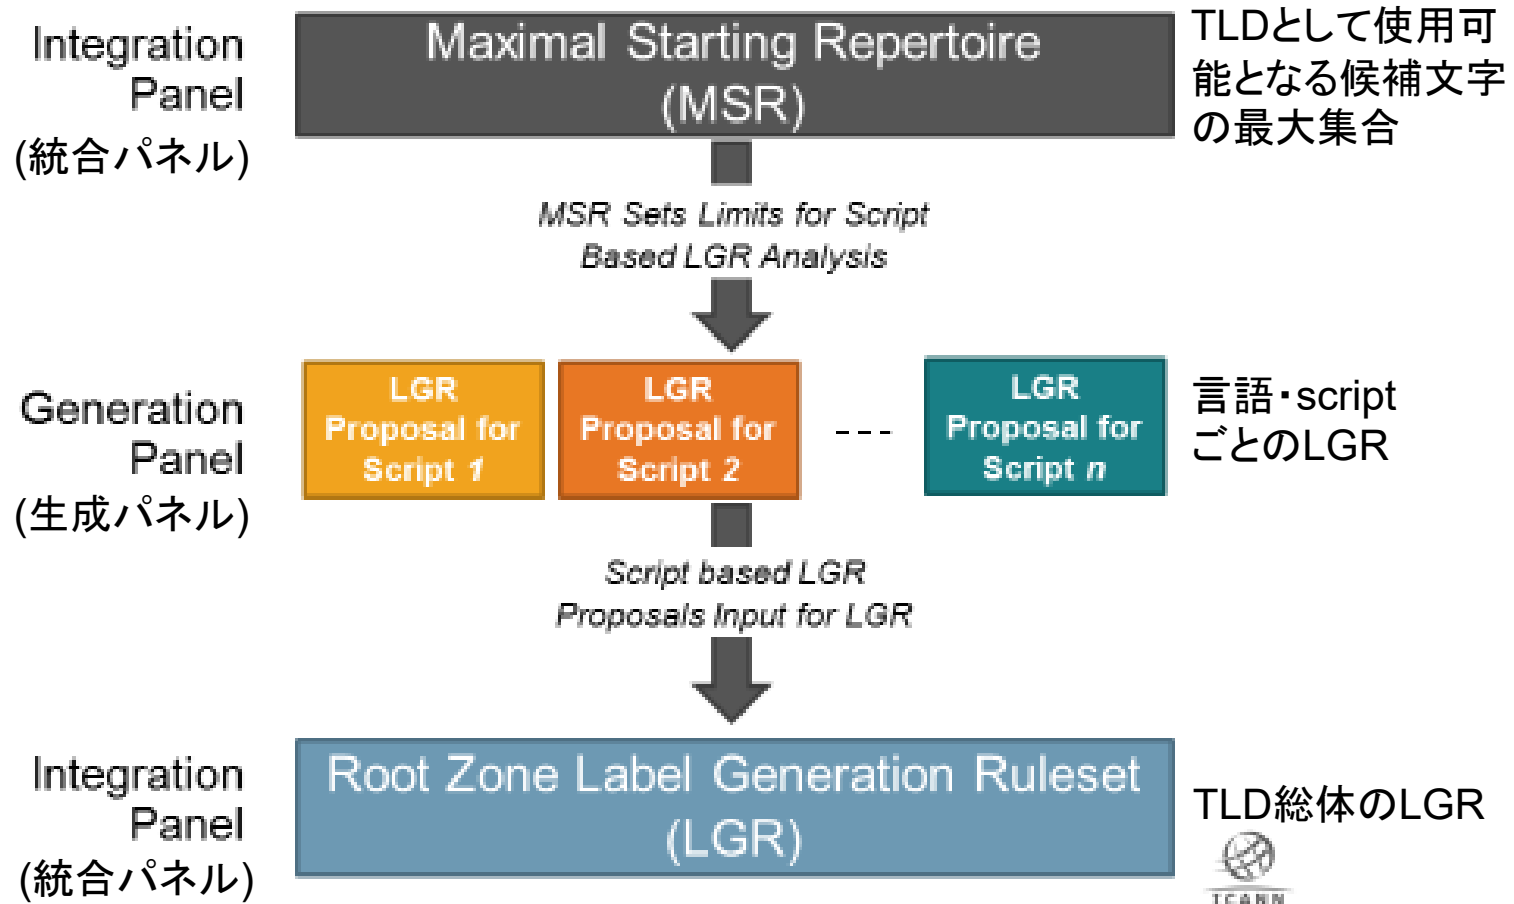 Integration
Panel
(統合パネル)
Maximal Starting Repertoire
(MSR)
TLDとして使用可
能となる候補文字
の最大集合
MSR Sets Limits for Script
Based LGR Analysis
Generation
Panel
(生成パネル)
LGR
Proposal for
Script 1
LGR
Proposal for
Script 2
LGR
Proposal for
Script n
言語・script
ごとのLGR
Script based LGR
Proposals Input for LGR
Integration
Panel
(統合パネル)
Root Zone Label Generation Ruleset
(LGR)
TLD総体のLGR
ICANN